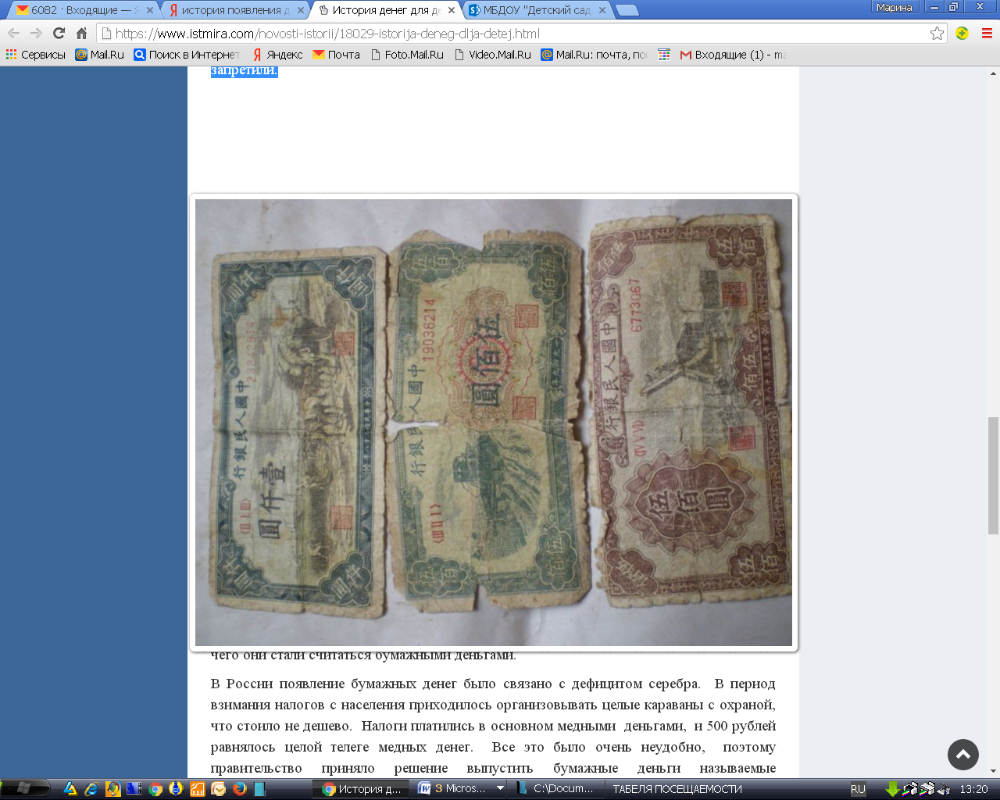 6082 · Входящие — Я
история появления д
История денег для де
МБДОУ "Детский сад
Марина
https://www.istmira.com/novosti-istorii/18029-istorija-deneg-dlja-detej.html
Сервисы
Mail.Ru
Поиск в Интернет
Яндекс
Почта
Foto.Mail.Ru
Video.Mail.Ru
Mail.Ru: почта, по
Входящие (1) - ma
запретили.
中國人民銀行
壹仟圓
中國人民銀行
19036214
伍佰圓
伍佰
中國人民銀行
6773067
伍佰圓
伍佰
чего они стали считаться бумажными деньгами.
В России появление бумажных денег было связано с дефицитом серебра. В период
взимания налогов с населения приходилось организовывать целые караваны с охраной,
что стоило не дешево. Налоги платились в основном медными деньгами, и 500 рублей
равнялось целой телеге медных денег. Все это было очень неудобно, поэтому
правительство приняло решение выпустить бумажные деньги называемые
История д...
3 Micros...
C:\Docum...
ТАБЕЛЯ ПОСЕЩАЕМОСТИ
RU
13:20